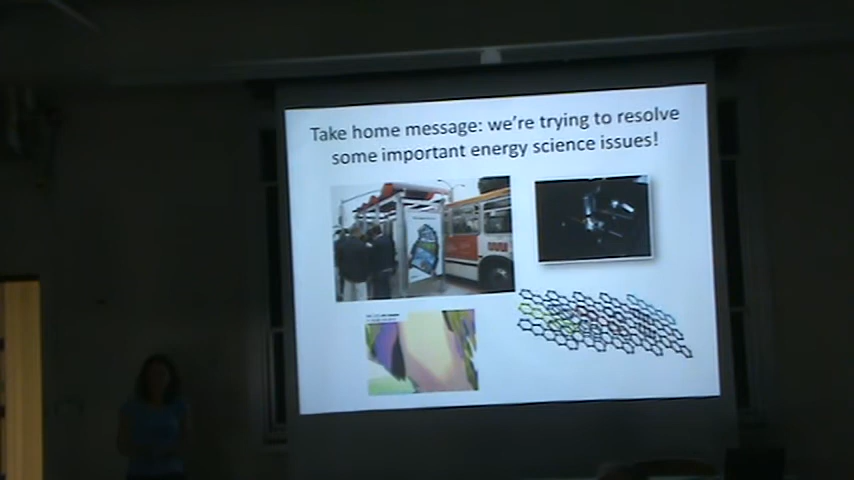 Take home message: we're trying to resolve
some important energy science issues!